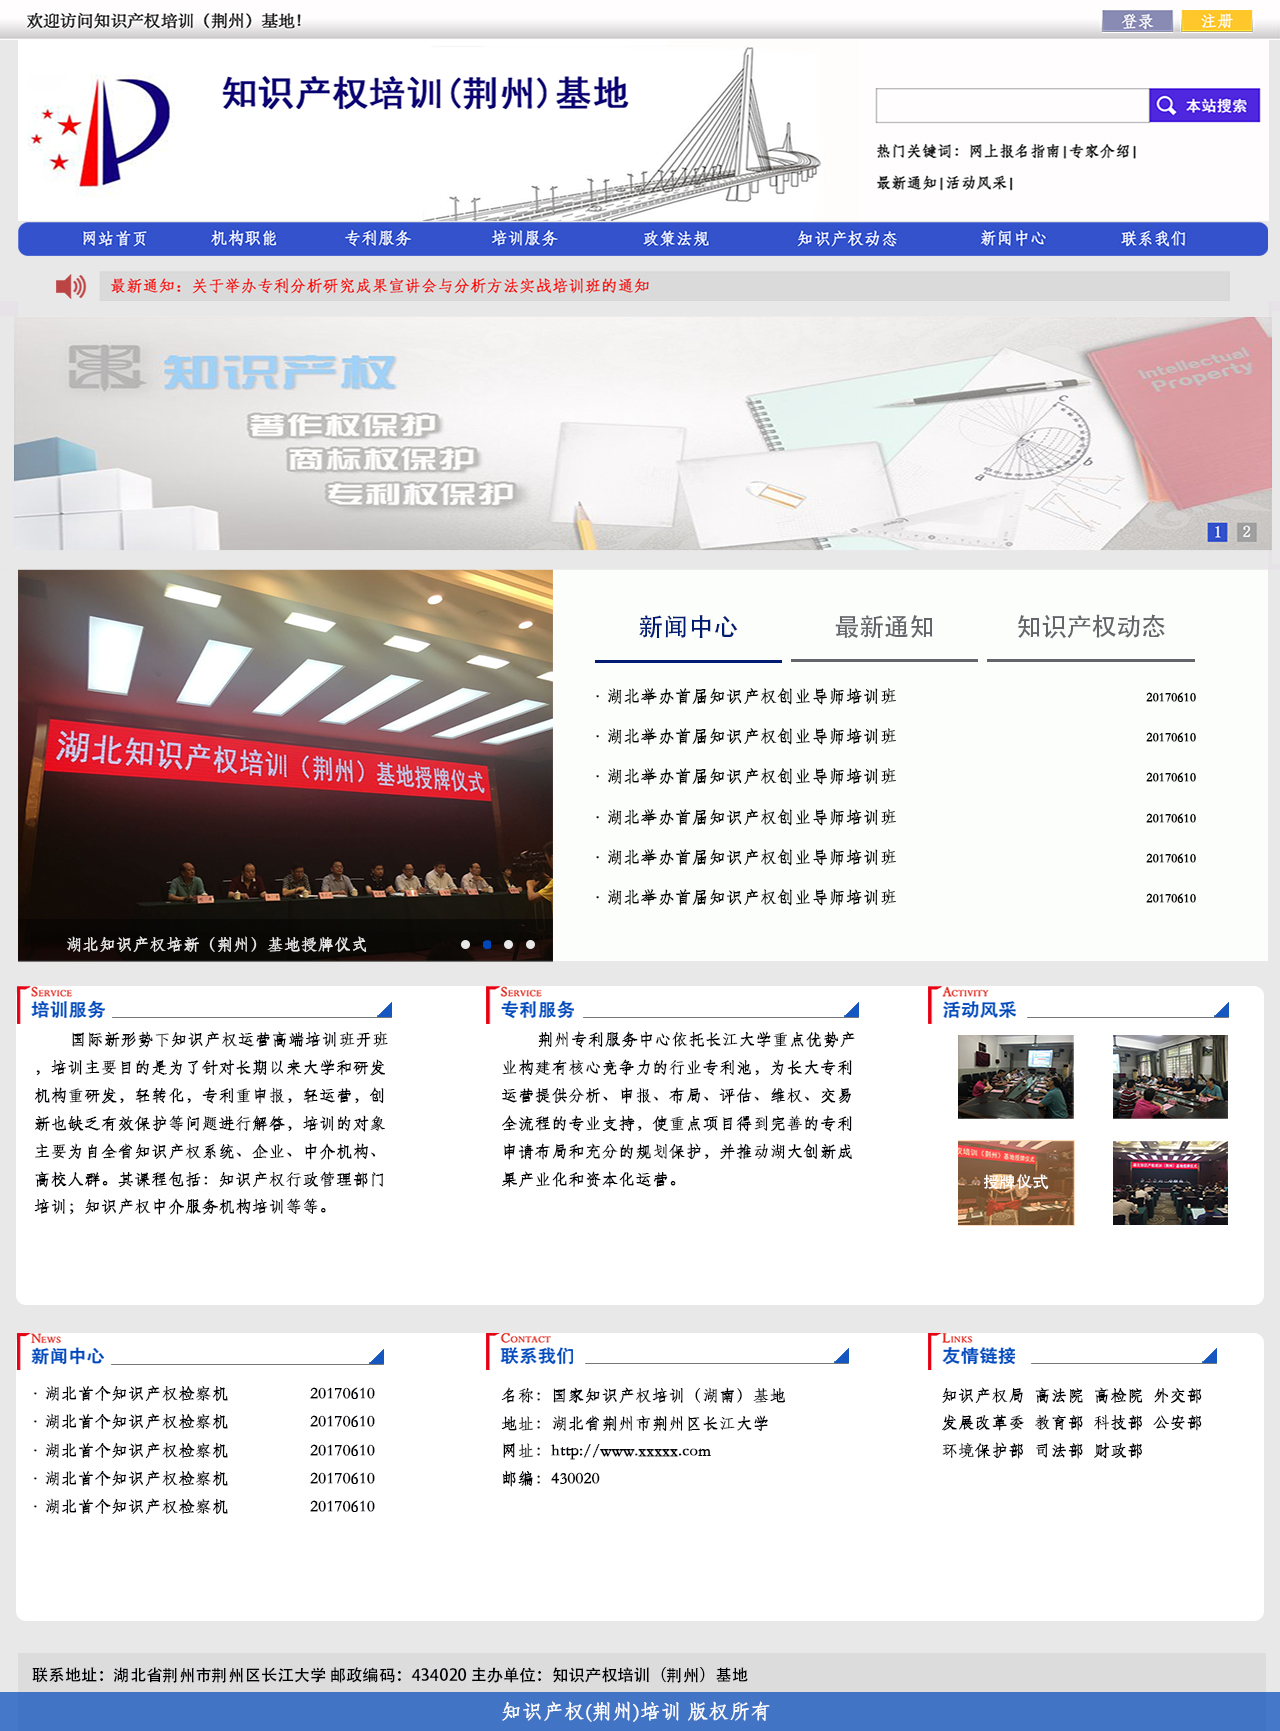 欢迎访问知识产权培训（荆州）基地！
登录 注册
知识产权培训(荆州)基地
本站搜索
热门关键词：网上报名指南|专家介绍|
最新通知|活动风采|
网站首页 机构职能 专利服务 培训服务 政策法规 知识产权动态 新闻中心 联系我们
最新通知：关于举办专利分析研究成果宣讲会与分析方法实战培训班的通知
知识产权
著作权保护
商标权保护
专利权保护
Intellectual
Property
1 2
湖北知识产权培训（荆州）基地授牌仪式
湖北知识产权培新（荆州）基地授牌仪式
新闻中心 最新通知 知识产权动态
· 湖北举办首届知识产权创业导师培训班 20170610
· 湖北举办首届知识产权创业导师培训班 20170610
· 湖北举办首届知识产权创业导师培训班 20170610
· 湖北举办首届知识产权创业导师培训班 20170610
· 湖北举办首届知识产权创业导师培训班 20170610
· 湖北举办首届知识产权创业导师培训班 20170610
SERVICE
培训服务
国际新形势下知识产权运营高端培训班开班
，培训主要目的是为了针对长期以来大学和研发
机构重研发，轻转化，专利重申报，轻运营，创
新也缺乏有效保护等问题进行解答，培训的对象
主要为自全省知识产权系统、企业、中介机构、
高校人群。其课程包括：知识产权行政管理部门
培训；知识产权中介服务机构培训等等。
SERVICE
专利服务
荆州专利服务中心依托长江大学重点优势产
业构建有核心竞争力的行业专利池，为长大专利
运营提供分析、申报、布局、评估、维权、交易
全流程的专业支持，使重点项目得到完善的专利
申请布局和充分的规划保护，并推动湖大创新成
果产业化和资本化运营。
ACTIVITY
活动风采
授牌仪式
NEWS
新闻中心
· 湖北首个知识产权检察机 20170610
· 湖北首个知识产权检察机 20170610
· 湖北首个知识产权检察机 20170610
· 湖北首个知识产权检察机 20170610
· 湖北首个知识产权检察机 20170610
CONTACT
联系我们
名称：国家知识产权培训（湖南）基地
地址：湖北省荆州市荆州区长江大学
网址：http://www.xxxxx.com
邮编：430020
LINKS
友情链接
知识产权局 高法院 高检院 外交部
发展改革委 教育部 科技部 公安部
环境保护部 司法部 财政部
联系地址：湖北省荆州市荆州区长江大学 邮政编码：434020 主办单位：知识产权培训（荆州）基地
知识产权(荆州)培训 版权所有